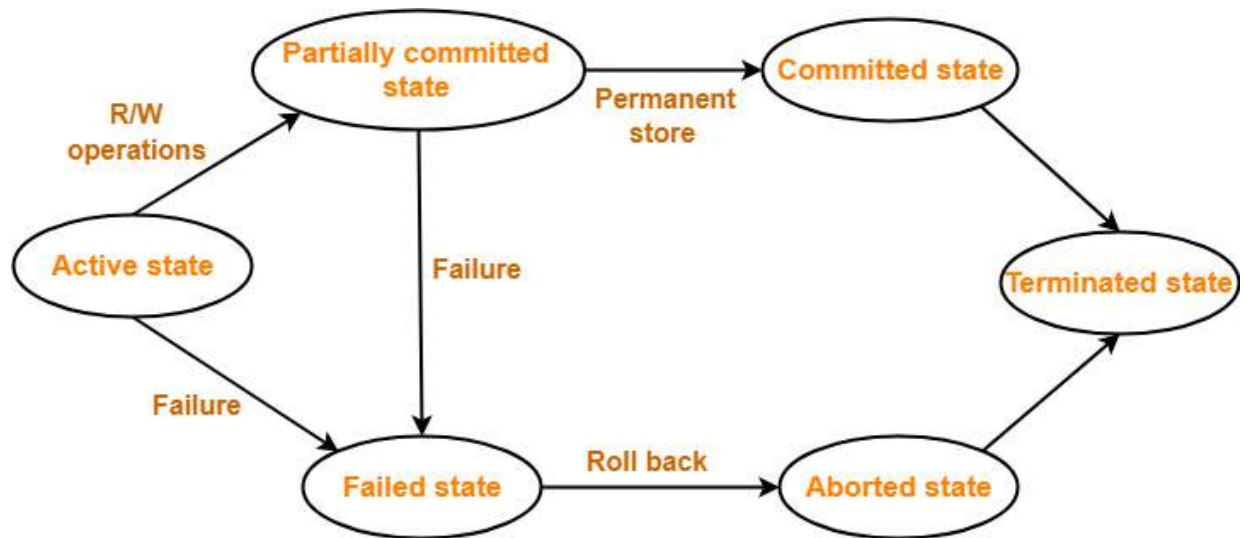 Partially committed
state
Committed state
Permanent
store
R/W
operations
Active state
Failure
Terminated state
Failure
Roll back
Failed state
Aborted state